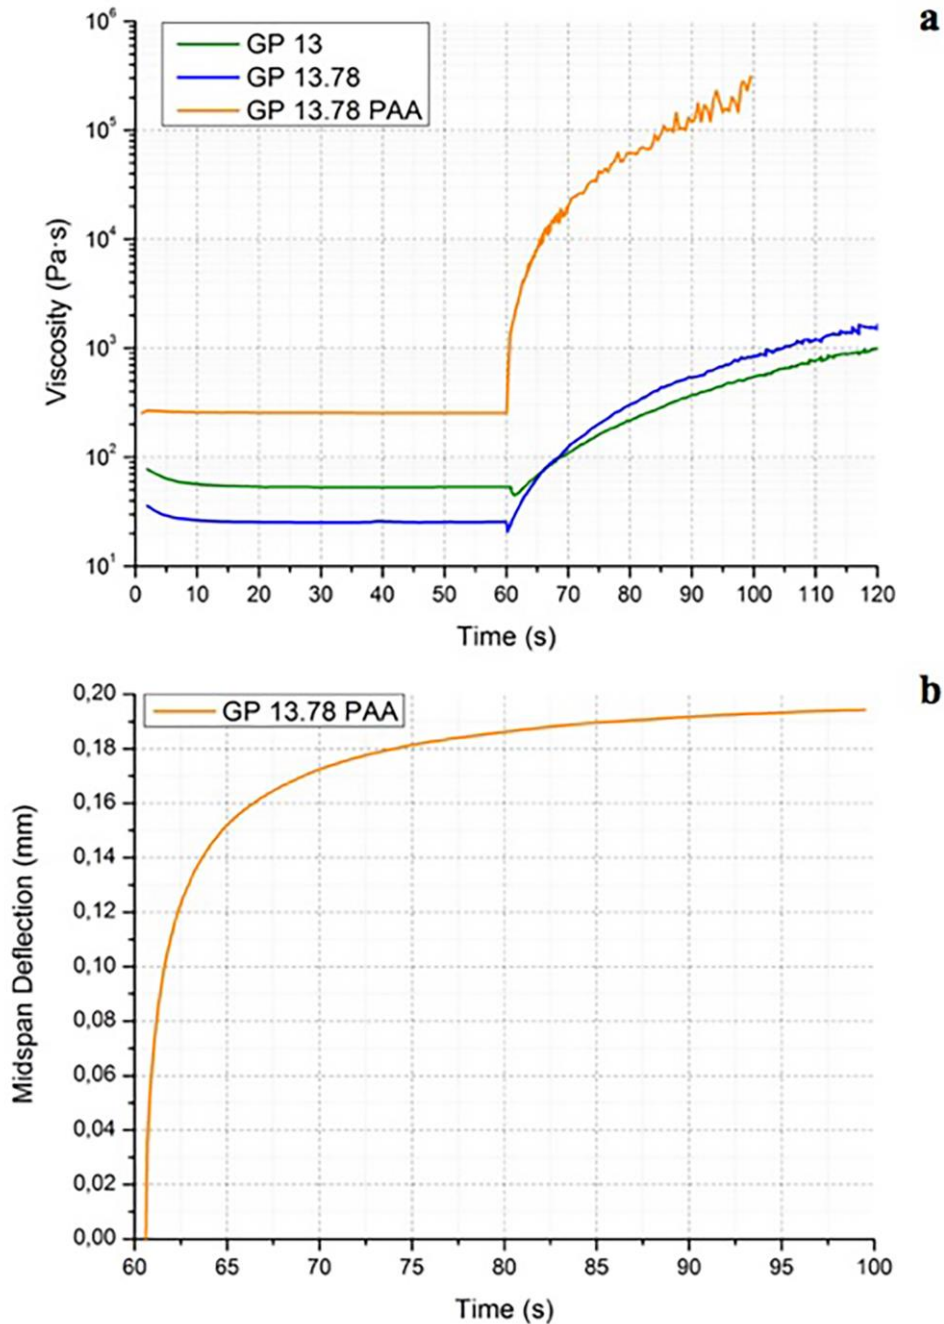 a
GP 13
GP 13.78
GP 13.78 PAA
10⁶
10⁵
10⁴
10³
10²
10¹
Viscosity (Pa·s)
0 10 20 30 40 50 60 70 80 90 100 110 120
Time (s)
b
GP 13.78 PAA
0,20
0,18
0,16
0,14
0,12
0,10
0,08
0,06
0,04
0,02
0,00
Midspan Deflection (mm)
60 65 70 75 80 85 90 95 100
Time (s)